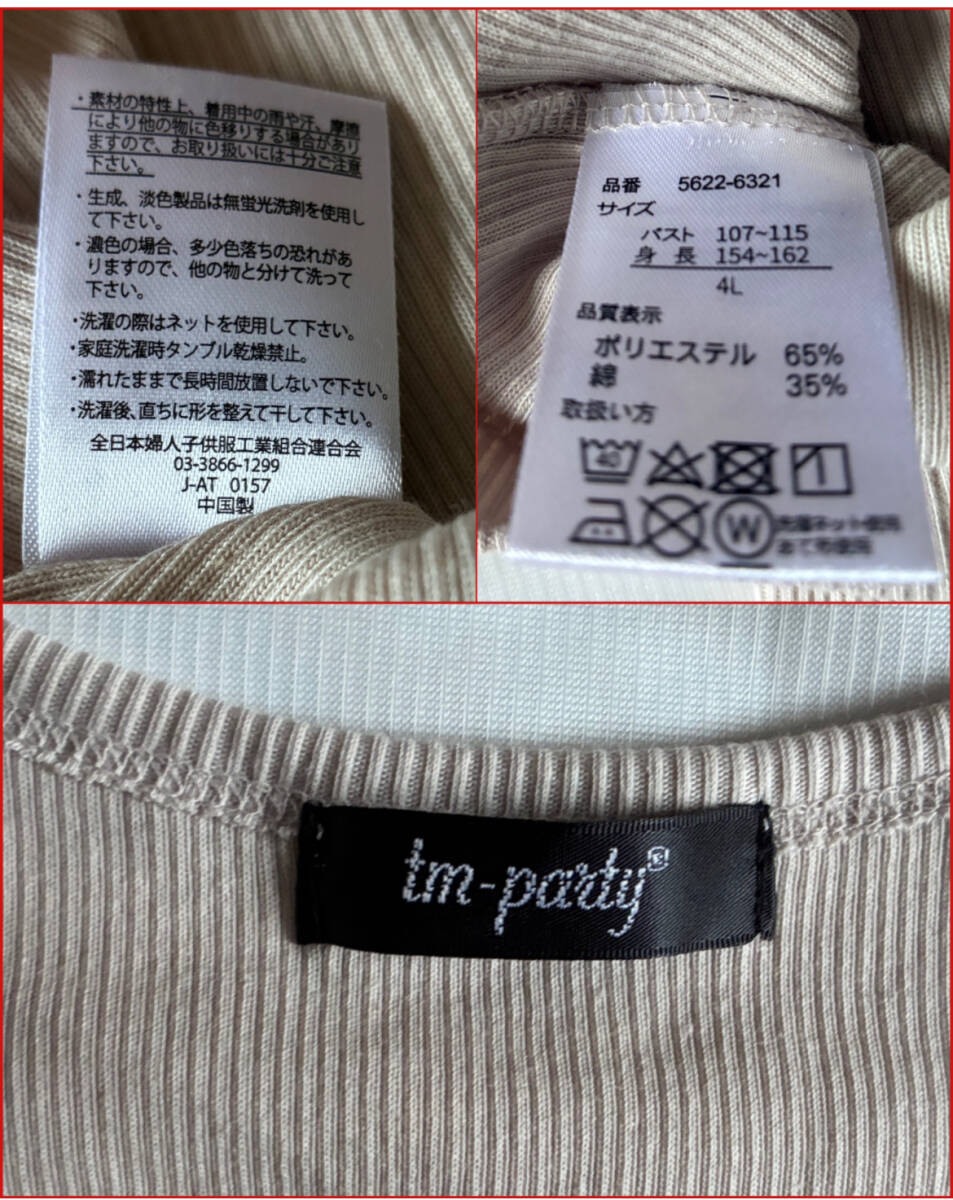 ・素材の特性上、着用中の雨や汗、摩擦
により他の物に色移りする場合があり
ますので、お取り扱いには十分ご注意
下さい。
・生成、淡色製品は無蛍光洗剤を使用し
て下さい。
・濃色の場合、多少色落ちの恐れがあ
りますので、他の物と分けて洗って
下さい。
・洗濯の際はネットを使用して下さい。
・家庭洗濯時タンブル乾燥禁止。
・濡れたままで長時間放置しないで下さい。
・洗濯後、直ちに形を整えて干して下さい。
全日本婦人子供服工業組合連合会
03-3866-1299
J-AT 0157
中国製
品番 5622-6321
サイズ
バスト 107~115
身長 154~162
4L
品質表示
ポリエステル 65%
綿 35%
取扱い方
40
W
洗濯ネット使用
あて布使用
tm-party®